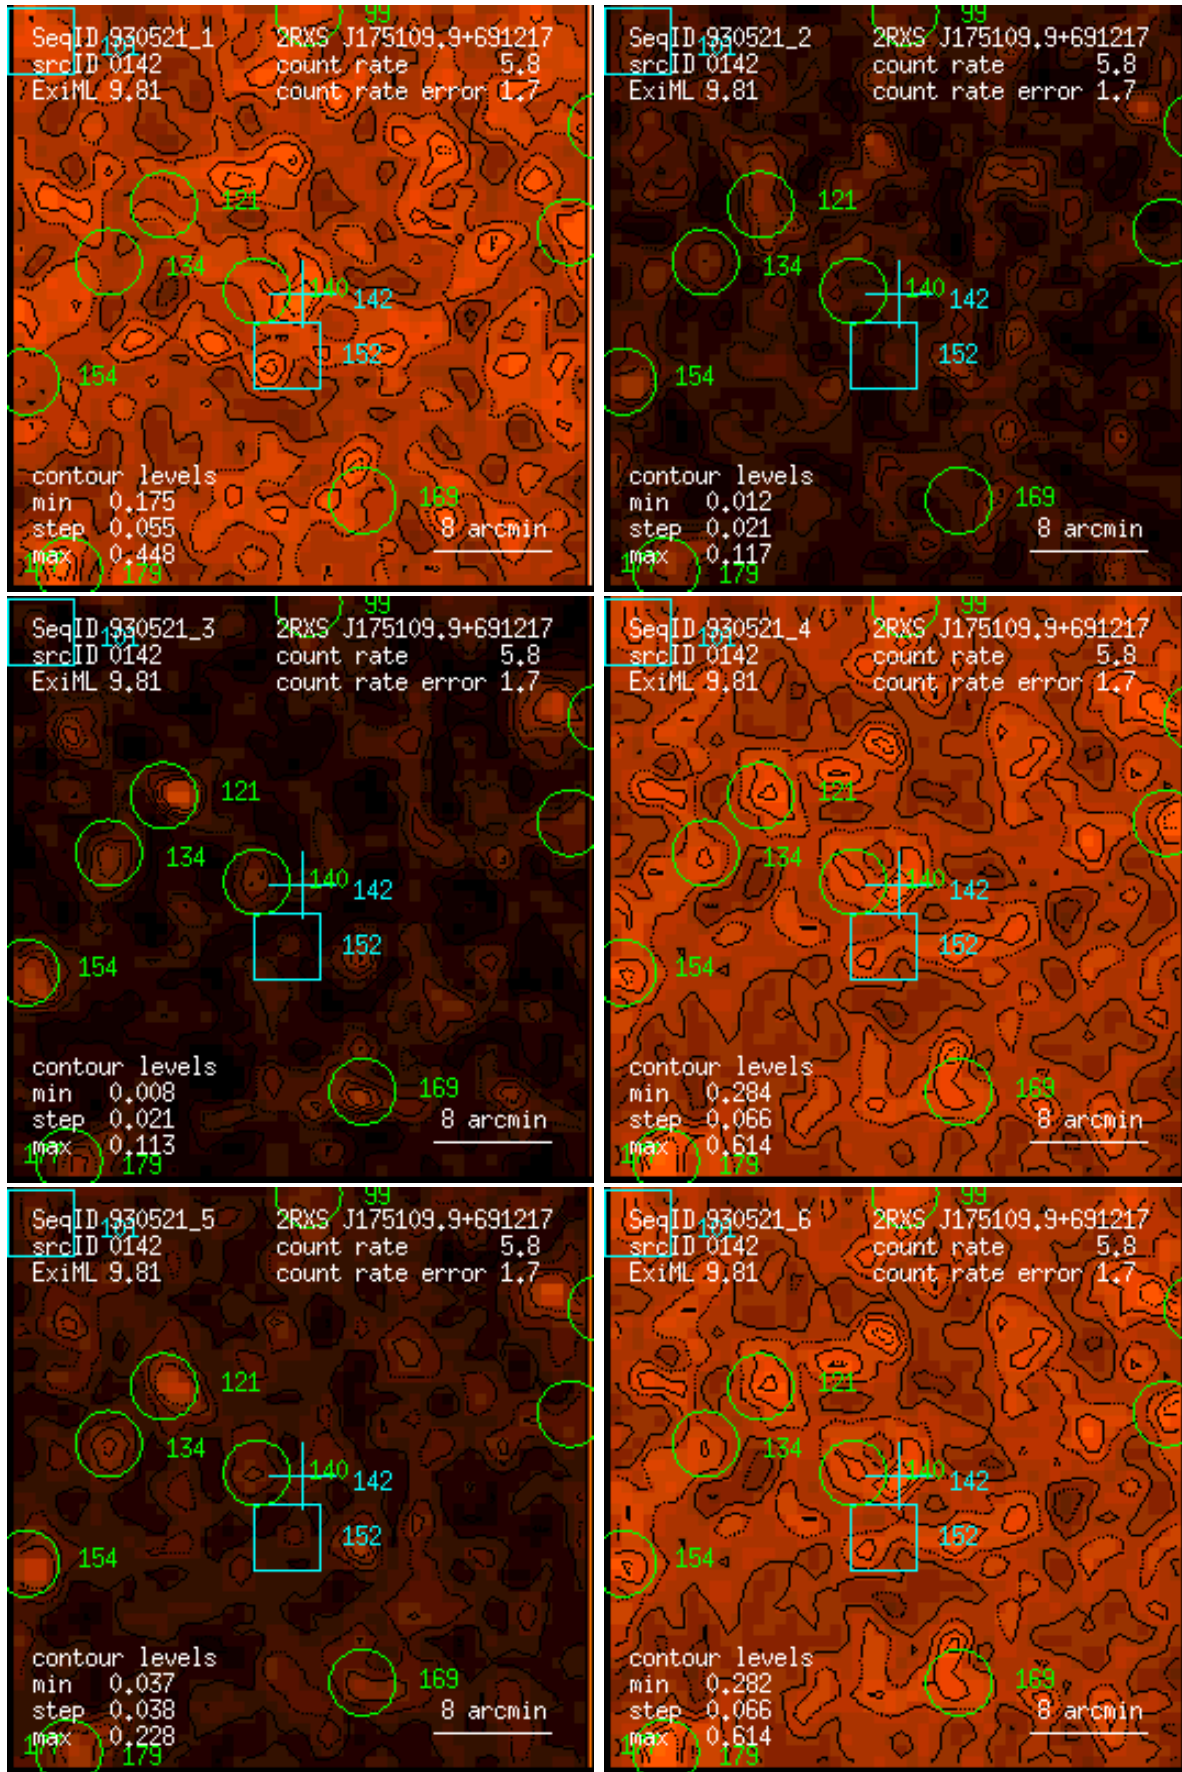 99
SeqID 930521_1 2RXS J175109.9+691217
101
srcID 0142 count rate 5.8
ExiML 9.81 count rate error 1.7
121
134
140 142
152
154
contour levels
min 0.175 169
step 0.055 8 arcmin
max 0.448
179
99
SeqID 930521_2 2RXS J175109.9+691217
101
srcID 0142 count rate 5.8
ExiML 9.81 count rate error 1.7
121
134
140 142
152
154
contour levels
min 0.012 169
step 0.021 8 arcmin
max 0.117
179
99
SeqID 930521_3 2RXS J175109.9+691217
101
srcID 0142 count rate 5.8
ExiML 9.81 count rate error 1.7
121
134
140 142
152
154
contour levels
min 0.008 169
step 0.021 8 arcmin
max 0.113
179
99
SeqID 930521_4 2RXS J175109.9+691217
101
srcID 0142 count rate 5.8
ExiML 9.81 count rate error 1.7
121
134
140 142
152
154
contour levels
min 0.284 169
step 0.066 8 arcmin
max 0.614
179
99
SeqID 930521_5 2RXS J175109.9+691217
101
srcID 0142 count rate 5.8
ExiML 9.81 count rate error 1.7
121
134
140 142
152
154
contour levels
min 0.037 169
step 0.038 8 arcmin
max 0.228
179
99
SeqID 930521_6 2RXS J175109.9+691217
101
srcID 0142 count rate 5.8
ExiML 9.81 count rate error 1.7
121
134
140 142
152
154
contour levels
min 0.282 169
step 0.066 8 arcmin
max 0.614
179